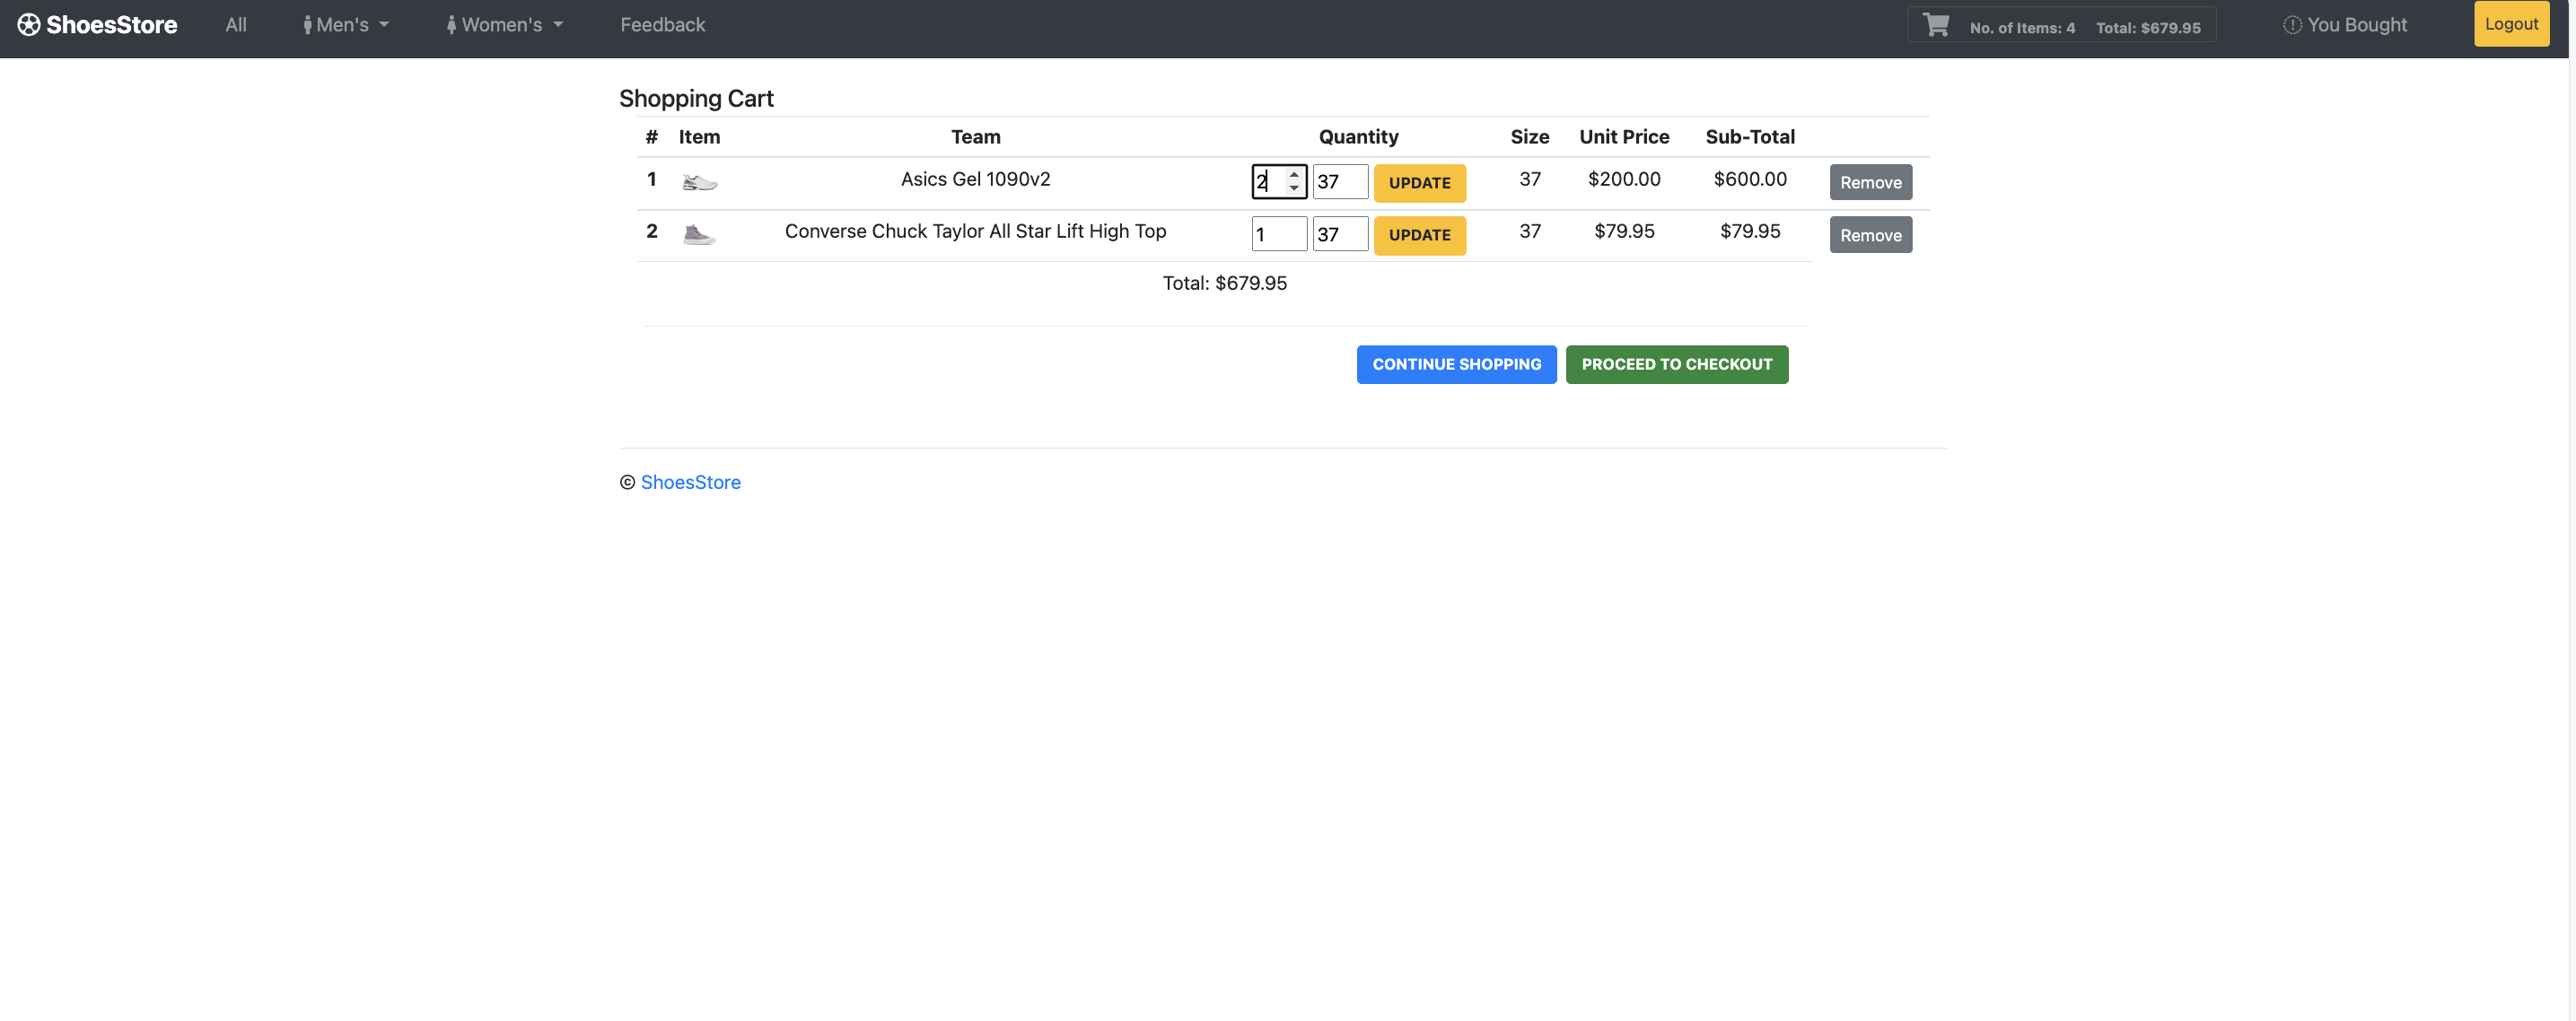 ShoesStore All Men's Women's Feedback No. of Items: 4 Total: $679.95 You Bought Logout
Shopping Cart
# Item Team Quantity Size Unit Price Sub-Total
1 Asics Gel 1090v2 2 37 UPDATE 37 $200.00 $600.00 Remove
2 Converse Chuck Taylor All Star Lift High Top 1 37 UPDATE 37 $79.95 $79.95 Remove
Total: $679.95
CONTINUE SHOPPING PROCEED TO CHECKOUT
© ShoesStore